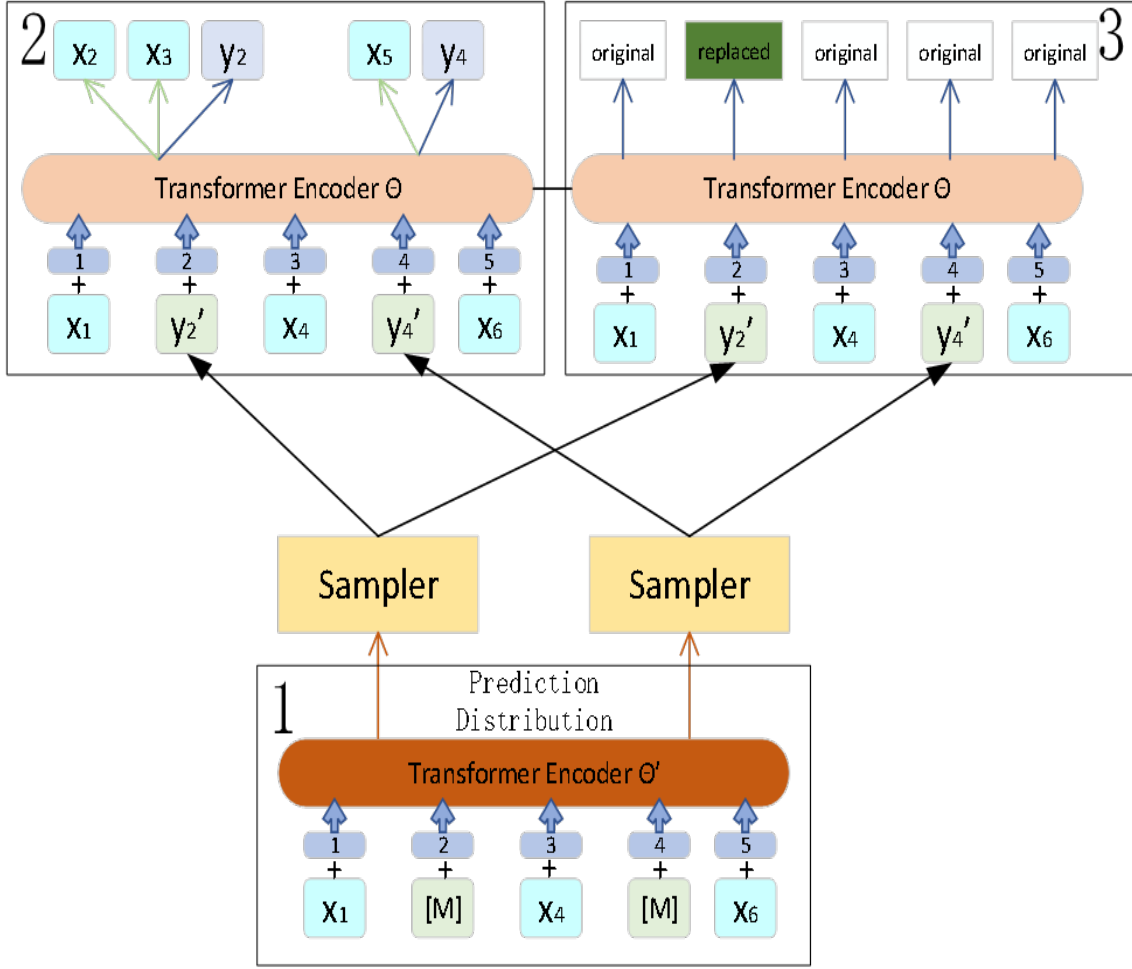 2
x2 x3 y2 x5 y4
Transformer Encoder Θ
1 2 3 4 5
+ + + + +
x1 y2′ x4 y4′ x6
3
original replaced original original original
Transformer Encoder Θ
1 2 3 4 5
+ + + + +
x1 y2′ x4 y4′ x6
Sampler
Sampler
1
Prediction
Distribution
Transformer Encoder Θ′
1 2 3 4 5
+ + + + +
x1 [M] x4 [M] x6